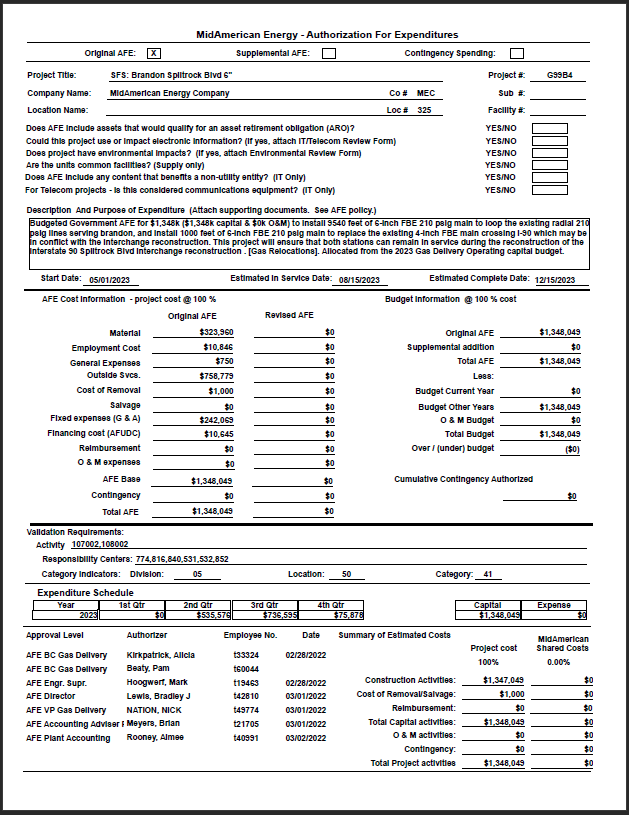 MidAmerican Energy - Authorization For Expenditures
Original AFE: X Supplemental AFE: Contingency Spending:
Project Title: SFS: Brandon Splitrock Blvd 6" Project #: G99B4
Company Name: MidAmerican Energy Company Co # MEC Sub #:
Location Name: Loc # 325 Facility #:
Does AFE include assets that would qualify for an asset retirement obligation (ARO)? YES/NO
Could this project use or impact electronic information? (If yes, attach IT/Telecom Review Form) YES/NO
Does project have environmental impacts? (If yes, attach Environmental Review Form) YES/NO
Are the units common facilities? (Supply only) YES/NO
Does AFE include any content that benefits a non-utility entity? (IT Only) YES/NO
For Telecom projects - is this considered communications equipment? (IT Only) YES/NO
Description And Purpose of Expenditure (Attach supporting documents. See AFE policy.)
Budgeted Government AFE for $1,348k ($1,348k capital & $0k O&M) to install 9540 feet of 6-inch FBE 210 psig main to loop the existing radial 210
psig lines serving brandon, and install 1000 feet of 6-inch FBE 210 psig main to replace the existing 4-inch FBE main crossing I-90 which may be
in conflict with the interchange reconstruction. This project will ensure that both stations can remain in service during the reconstruction of the
Interstate 90 Splitrock Blvd interchange reconstruction . [Gas Relocations]. Allocated from the 2023 Gas Delivery Operating capital budget.
Start Date: 05/01/2023 Estimated In Service Date: 08/15/2023 Estimated Complete Date: 12/15/2023
AFE Cost Information - project cost @ 100 % Budget Information @ 100 % cost
Original AFE Revised AFE
Material $323,960 $0 Original AFE $1,348,049
Employment Cost $10,846 $0 Supplemental addition $0
General Expenses $750 $0 Total AFE $1,348,049
Outside Svcs. $758,779 $0 Less:
Cost of Removal $1,000 $0 Budget Current Year $0
Salvage $0 $0 Budget Other Years $1,348,049
Fixed expenses (G & A) $242,069 $0 O & M Budget $0
Financing cost (AFUDC) $10,645 $0 Total Budget $1,348,049
Reimbursement $0 $0 Over / (under) budget ($0)
O & M expenses $0 $0
AFE Base $1,348,049 $0 Cumulative Contingency Authorized
Contingency $0 $0 $0
Total AFE $1,348,049 $0
Validation Requirements:
Activity 107002,108002
Responsibility Centers: 774,816,840,531,532,852
Category Indicators: Division: 05 Location: 50 Category: 41
Expenditure Schedule
Year 1st Qtr 2nd Qtr 3rd Qtr 4th Qtr Capital Expense
2023 $0 $535,576 $736,595 $75,878 $1,348,049 $0
Approval Level Authorizer Employee No. Date Summary of Estimated Costs
Project cost MidAmerican Shared Costs
100% 0.00%
AFE BC Gas Delivery Kirkpatrick, Alicia t33324 02/28/2022
AFE BC Gas Delivery Beaty, Pam t60044
AFE Engr. Supr. Hoogwerf, Mark t19463 02/28/2022 Construction Activities: $1,347,049 $0
AFE Director Lewis, Bradley J t42810 03/01/2022 Cost of Removal/Salvage: $1,000 $0
AFE VP Gas Delivery NATION, NICK t49774 03/01/2022 Reimbursement: $0 $0
AFE Accounting Adviser Meyers, Brian t21705 03/01/2022 Total Capital activities: $1,348,049 $0
AFE Plant Accounting Rooney, Aimee t40991 03/02/2022 O & M activities: $0 $0
Contingency: $0 $0
Total Project activities $1,348,049 $0